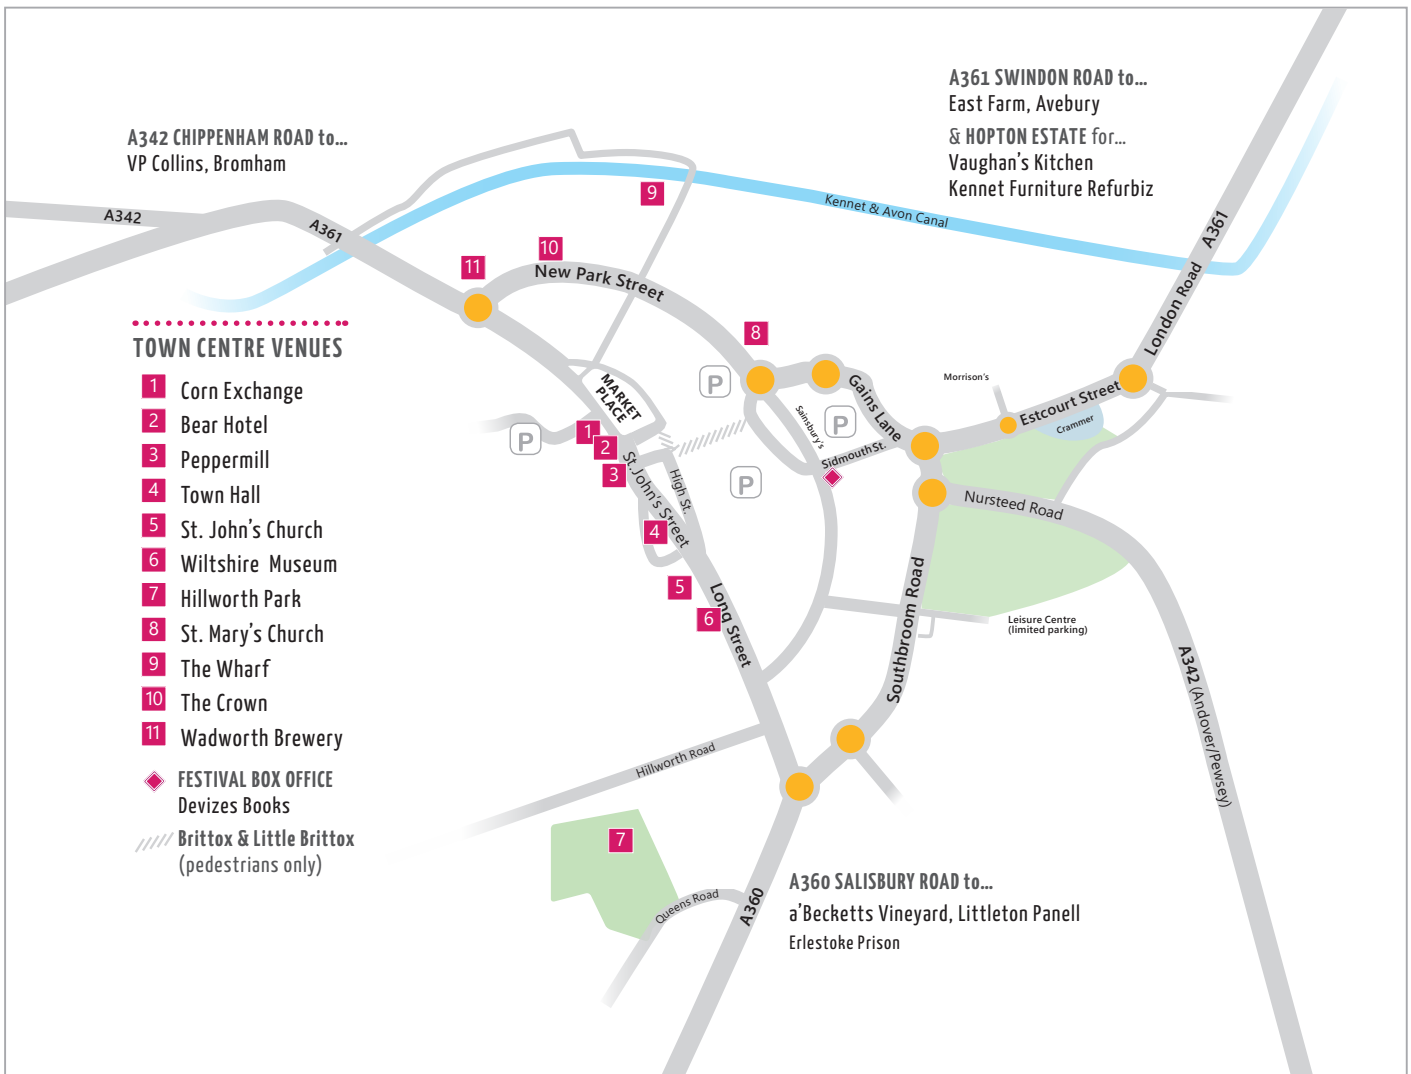 A361 SWINDON ROAD to...
East Farm, Avebury
& HOPTON ESTATE for...
Vaughan's Kitchen
Kennet Furniture Refurbiz
A342 CHIPPENHAM ROAD to...
VP Collins, Bromham
A342
A361
Kennet & Avon Canal
A361
London Road
9
10
11
New Park Street
8
TOWN CENTRE VENUES
1 Corn Exchange
2 Bear Hotel
3 Peppermill
4 Town Hall
5 St. John's Church
6 Wiltshire Museum
7 Hillworth Park
8 St. Mary's Church
9 The Wharf
10 The Crown
11 Wadworth Brewery
FESTIVAL BOX OFFICE
Devizes Books
Brittox & Little Brittox
(pedestrians only)
MARKET
PLACE
P
P
P
P
1
2
3
4
5
6
St. John's Street
High St.
Long Street
Sainsbury's
Gains Lane
Sidmouth St.
Morrison's
Estcourt Street
Crammer
Nursteed Road
Southbroom Road
Leisure Centre
(limited parking)
A342 (Andover/Pewsey)
Hillworth Road
7
Queens Road
A360
A360 SALISBURY ROAD to...
a'Becketts Vineyard, Littleton Panell
Erlestoke Prison